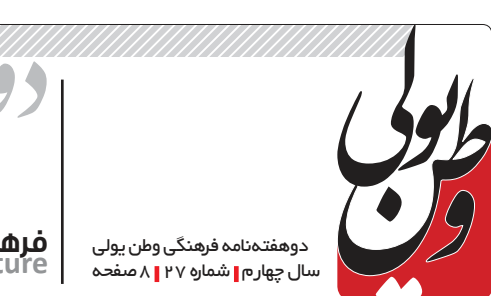 وطن یولی
دوهفته‌نامه فرهنگی وطن یولی
سال چهارم | شماره ۲۷ | ۸ صفحه